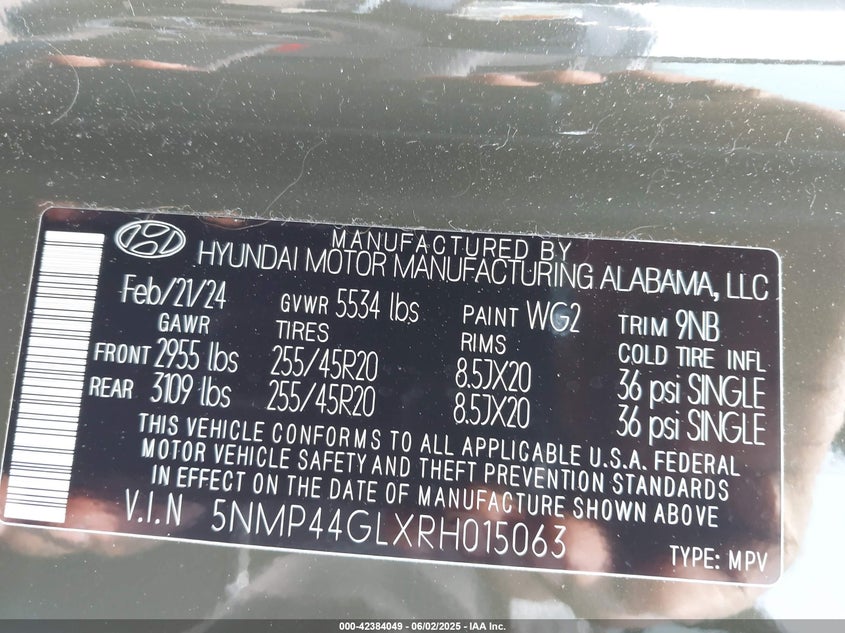 MANUFACTURED BY
HYUNDAI MOTOR MANUFACTURING ALABAMA, LLC
Feb/21/24 GVWR 5534 lbs PAINT WG2 TRIM 9NB
GAWR TIRES RIMS COLD TIRE INFL
FRONT 2955 lbs 255/45R20 8.5JX20 36 psi SINGLE
REAR 3109 lbs 255/45R20 8.5JX20 36 psi SINGLE
THIS VEHICLE CONFORMS TO ALL APPLICABLE U.S.A. FEDERAL
MOTOR VEHICLE SAFETY AND THEFT PREVENTION STANDARDS
IN EFFECT ON THE DATE OF MANUFACTURE SHOWN ABOVE
V.I.N 5NMP44GLXRH015063 TYPE: MPV
000-42384049 - 06/02/2025 - IAA Inc.